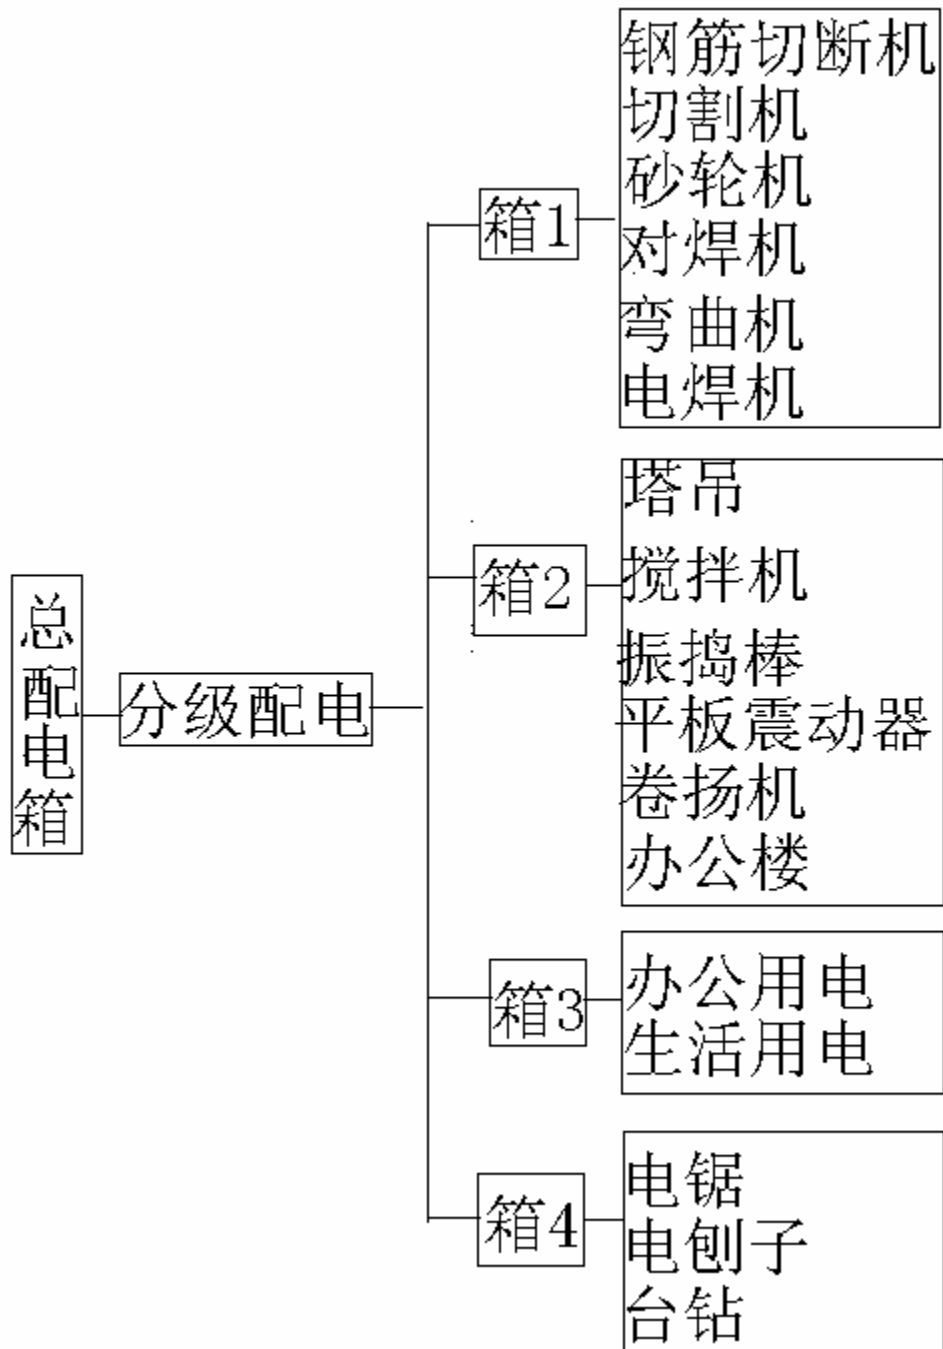 总配电箱
分级配电
箱1
钢筋切断机
切割机
砂轮机
对焊机
弯曲机
电焊机
箱2
塔吊
搅拌机
振捣棒
平板震动器
卷扬机
办公楼
箱3
办公用电
生活用电
箱4
电锯
电刨子
台钻